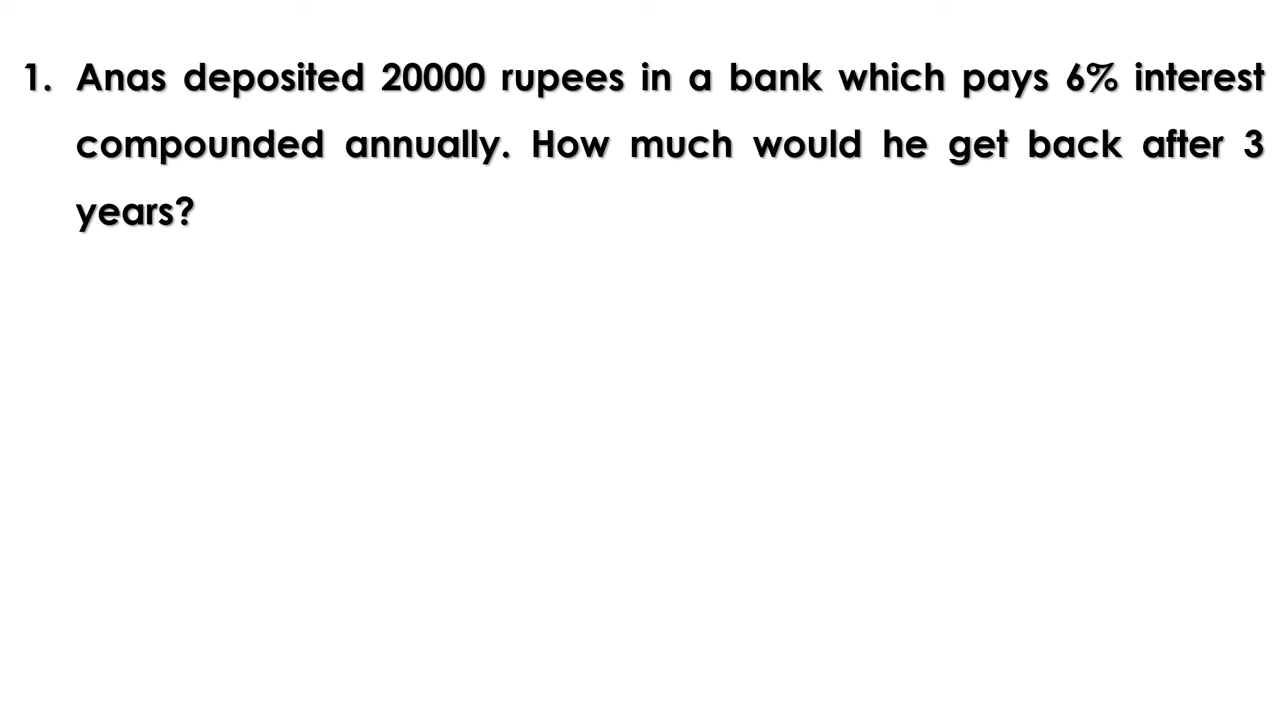 1. Anas deposited 20000 rupees in a bank which pays 6% interest
compounded annually. How much would he get back after 3
years?